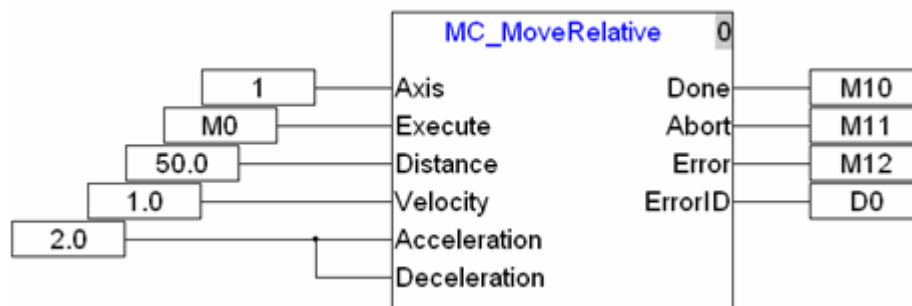 MC_MoveRelative 0
1 Axis Done M10
M0 Execute Abort M11
50.0 Distance Error M12
1.0 Velocity ErrorID D0
2.0 Acceleration
Deceleration